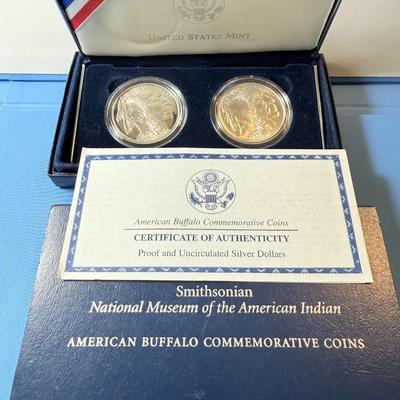 United States Mint
American Buffalo Commemorative Coins
CERTIFICATE OF AUTHENTICITY
Proof and Uncirculated Silver Dollars
Smithsonian
National Museum of the American Indian
AMERICAN BUFFALO COMMEMORATIVE COINS